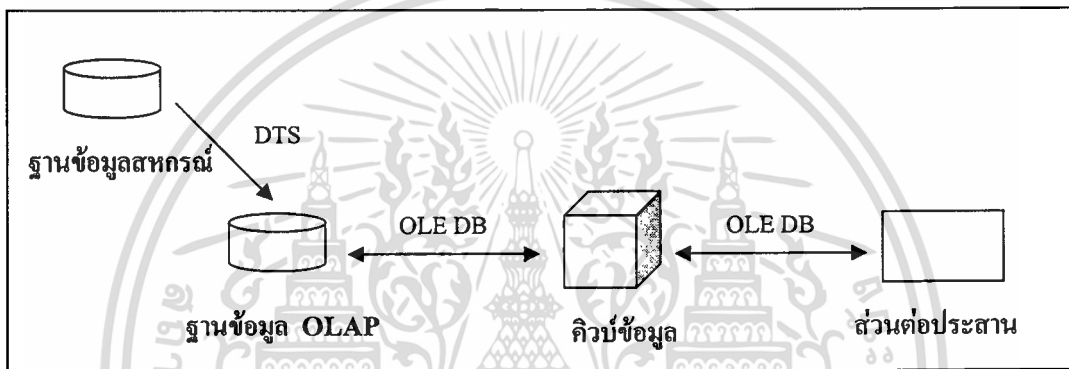 DTS
ฐานข้อมูลสหกรณ์
OLE DB
OLE DB
ฐานข้อมูล OLAP
คิวบ์ข้อมูล
ส่วนต่อประสาน